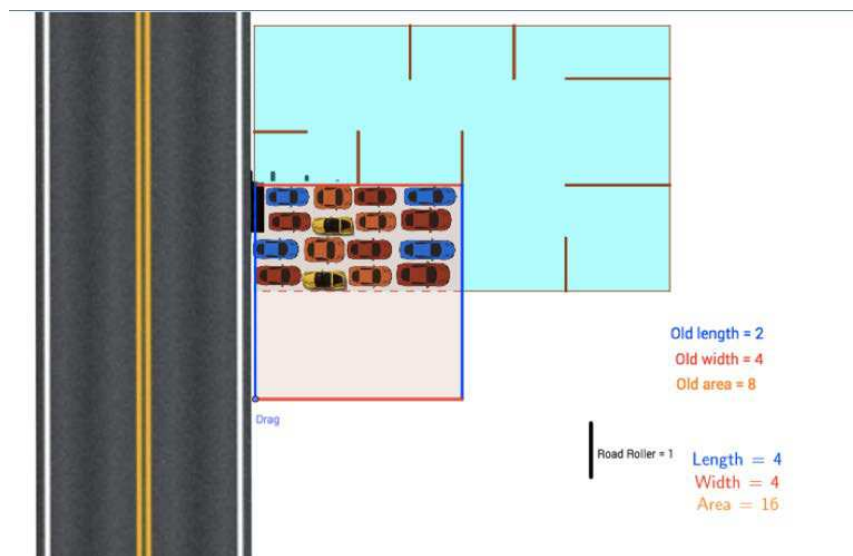 Old length = 2
Old width = 4
Old area = 8
Drag
Road Roller = 1
Length = 4
Width = 4
Area = 16